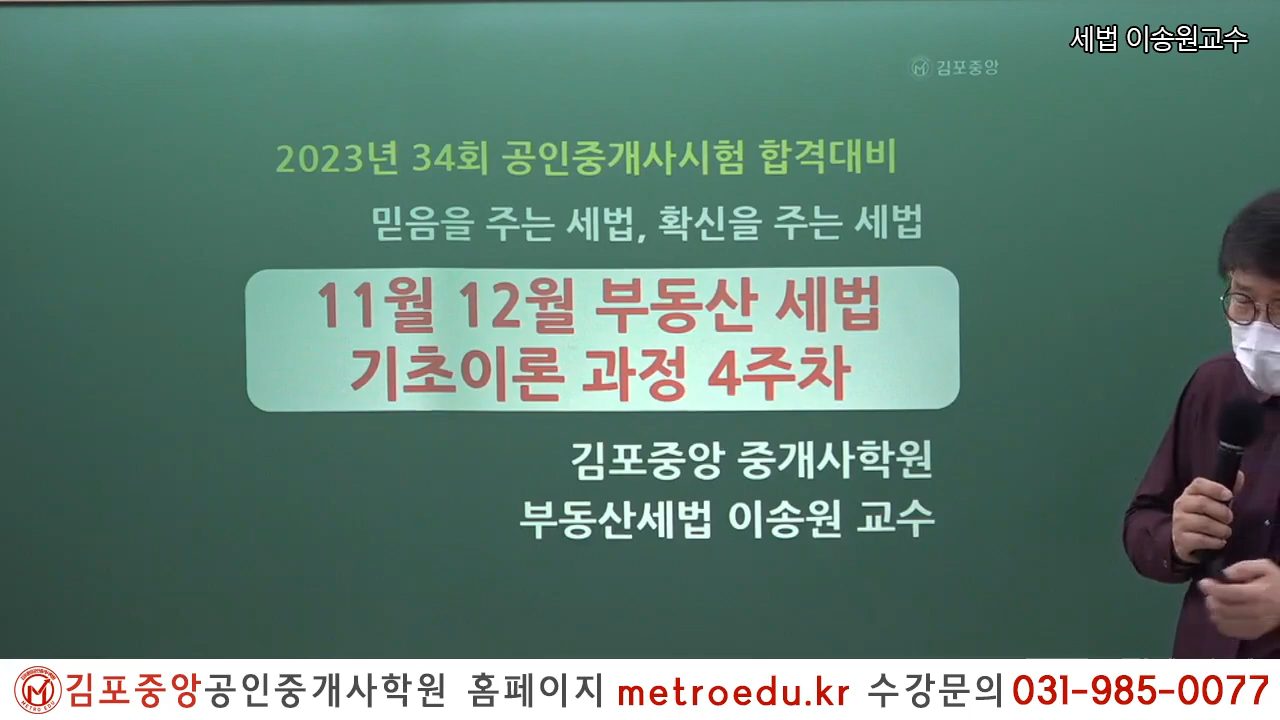 세법 이송원교수
김포중앙
2023년 34회 공인중개사시험 합격대비
믿음을 주는 세법, 확신을 주는 세법
11월 12월 부동산 세법
기초이론 과정 4주차
김포중앙 중개사학원
부동산세법 이송원 교수
김포중앙공인중개사학원 홈페이지 metroedu.kr 수강문의 031-985-0077